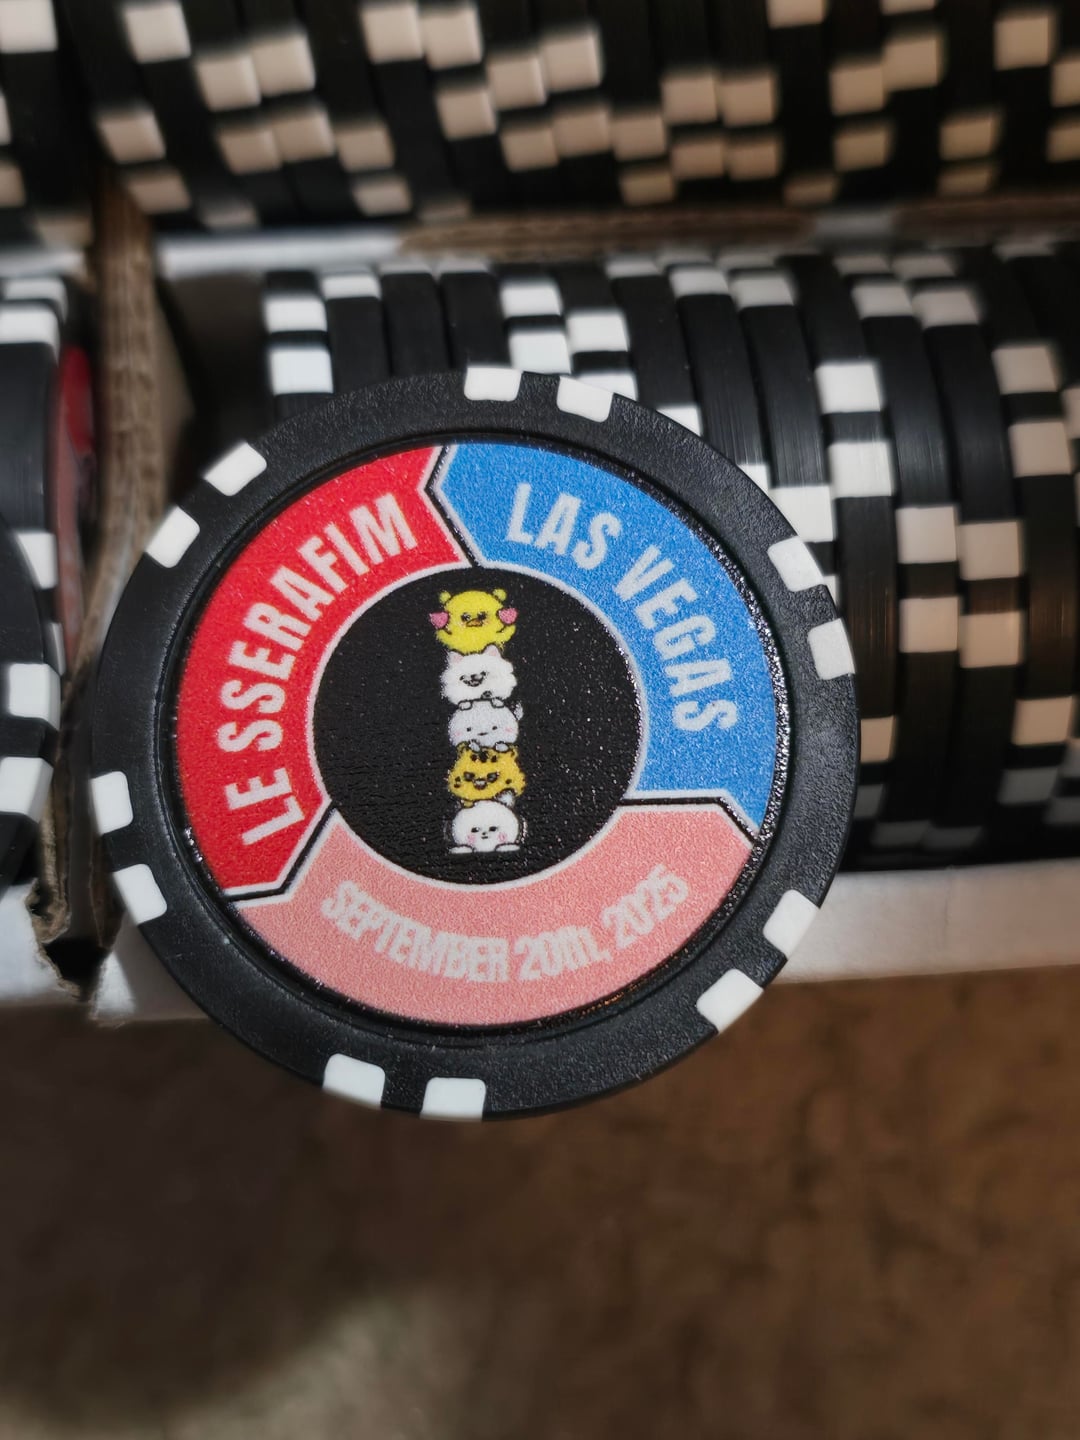 LE SSERAFIM
LAS VEGAS
SEPTEMBER 20TH, 2025